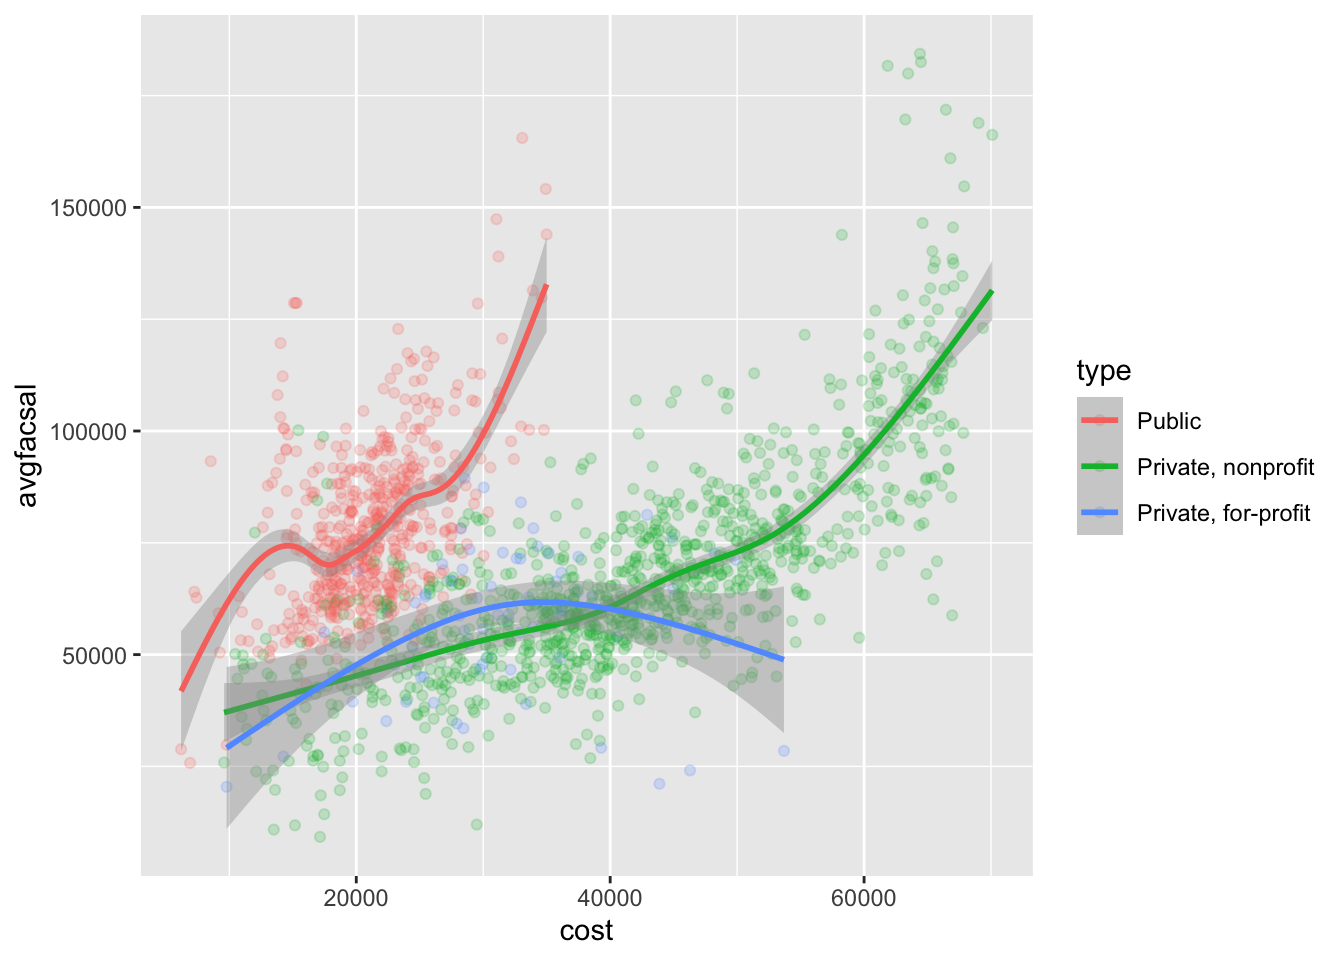 avgfacsal
150000
100000
50000
20000
40000
60000
cost
type
Public
Private, nonprofit
Private, for-profit